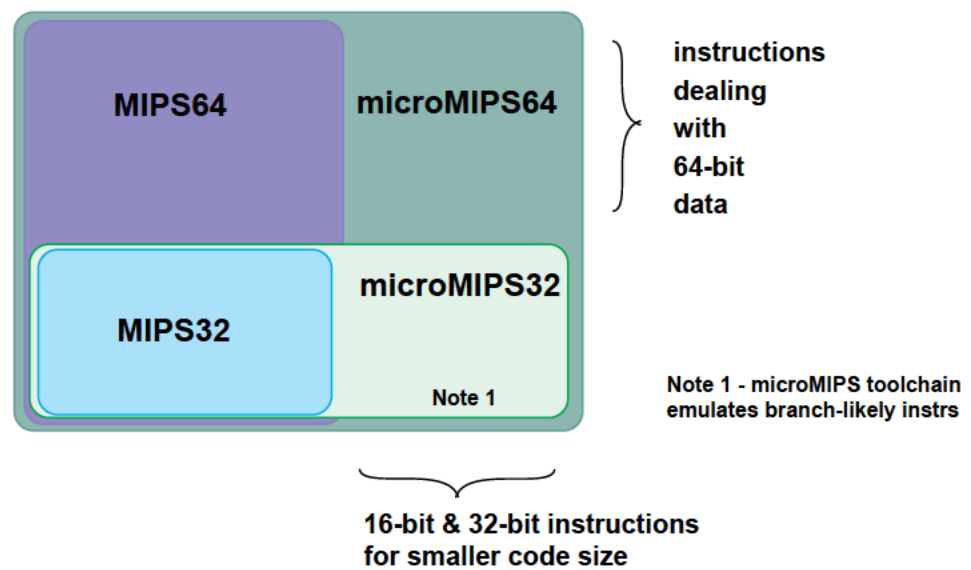 MIPS64
microMIPS64
instructions
dealing
with
64-bit
data
microMIPS32
MIPS32
Note 1
Note 1 - microMIPS toolchain
emulates branch-likely instrs
16-bit & 32-bit instructions
for smaller code size